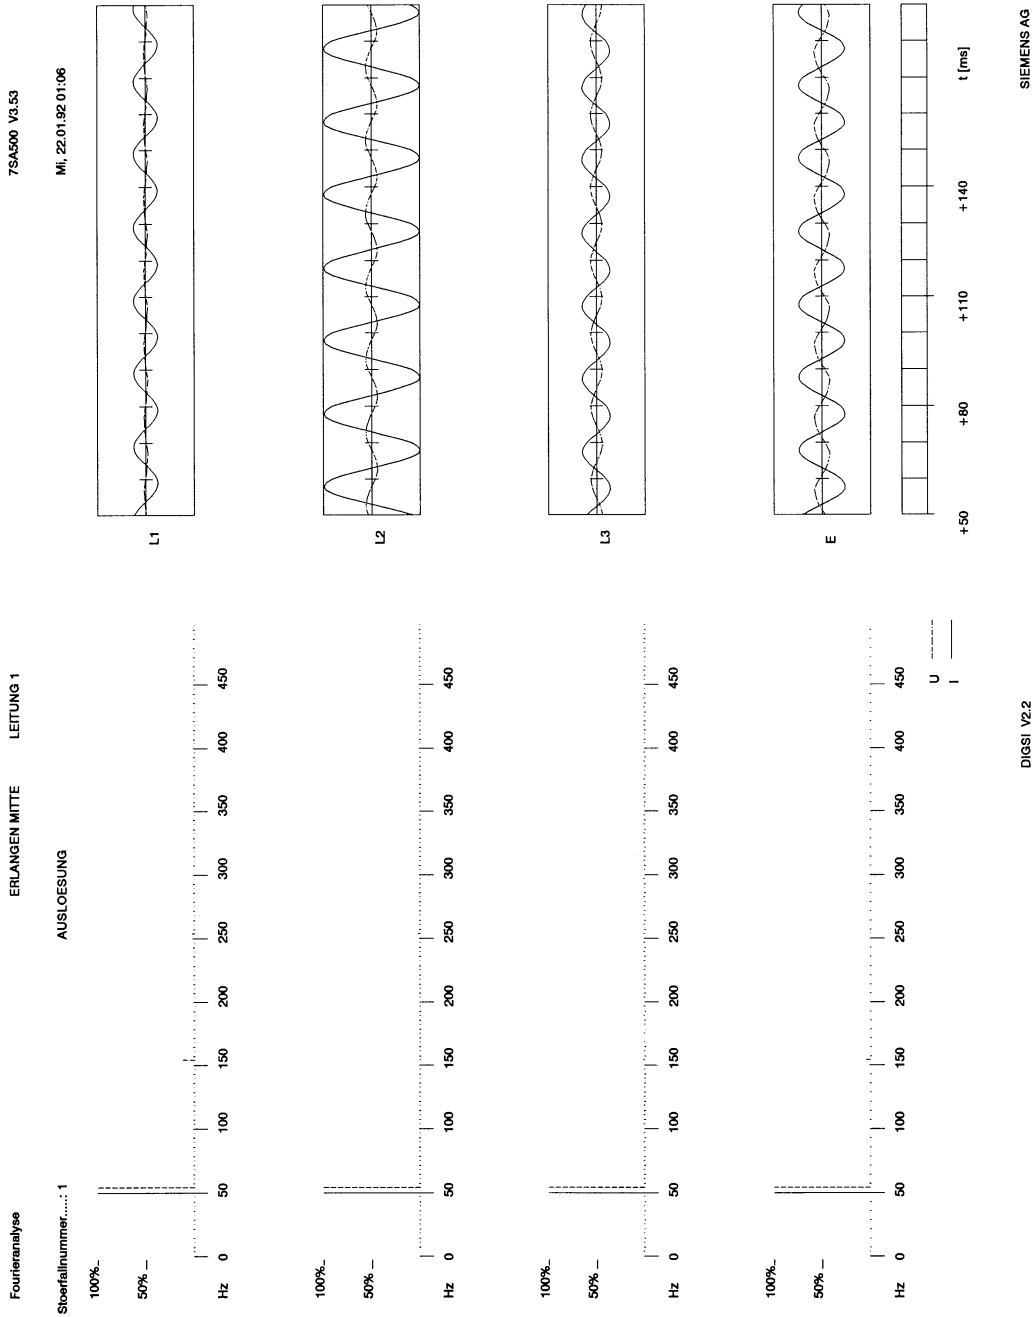 Fourieranalyse ERLANGEN MITTE LEITUNG 1 7SA500 V3.53
Stoerfallnummer.....: 1 AUSLOESUNG Mi, 22.01.92 01:06
100%
50%
Hz 0 50 100 150 200 250 300 350 400 450
L1
100%
50%
Hz 0 50 100 150 200 250 300 350 400 450
L2
100%
50%
Hz 0 50 100 150 200 250 300 350 400 450
L3
100%
50%
Hz 0 50 100 150 200 250 300 350 400 450
E
U
I
+50 +80 +110 +140 t [ms]
DIGSI V2.2 SIEMENS AG